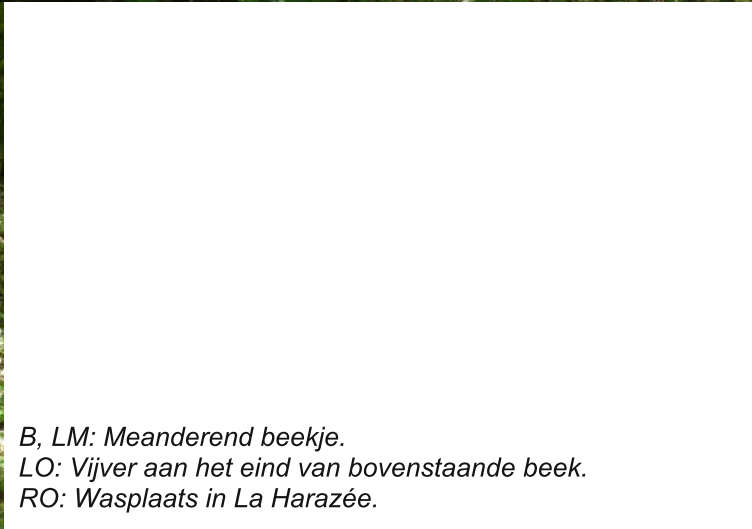 B, LM: Meanderend beekje.
LO: Vijver aan het eind van bovenstaande beek.
RO: Wasplaats in La Harazée.